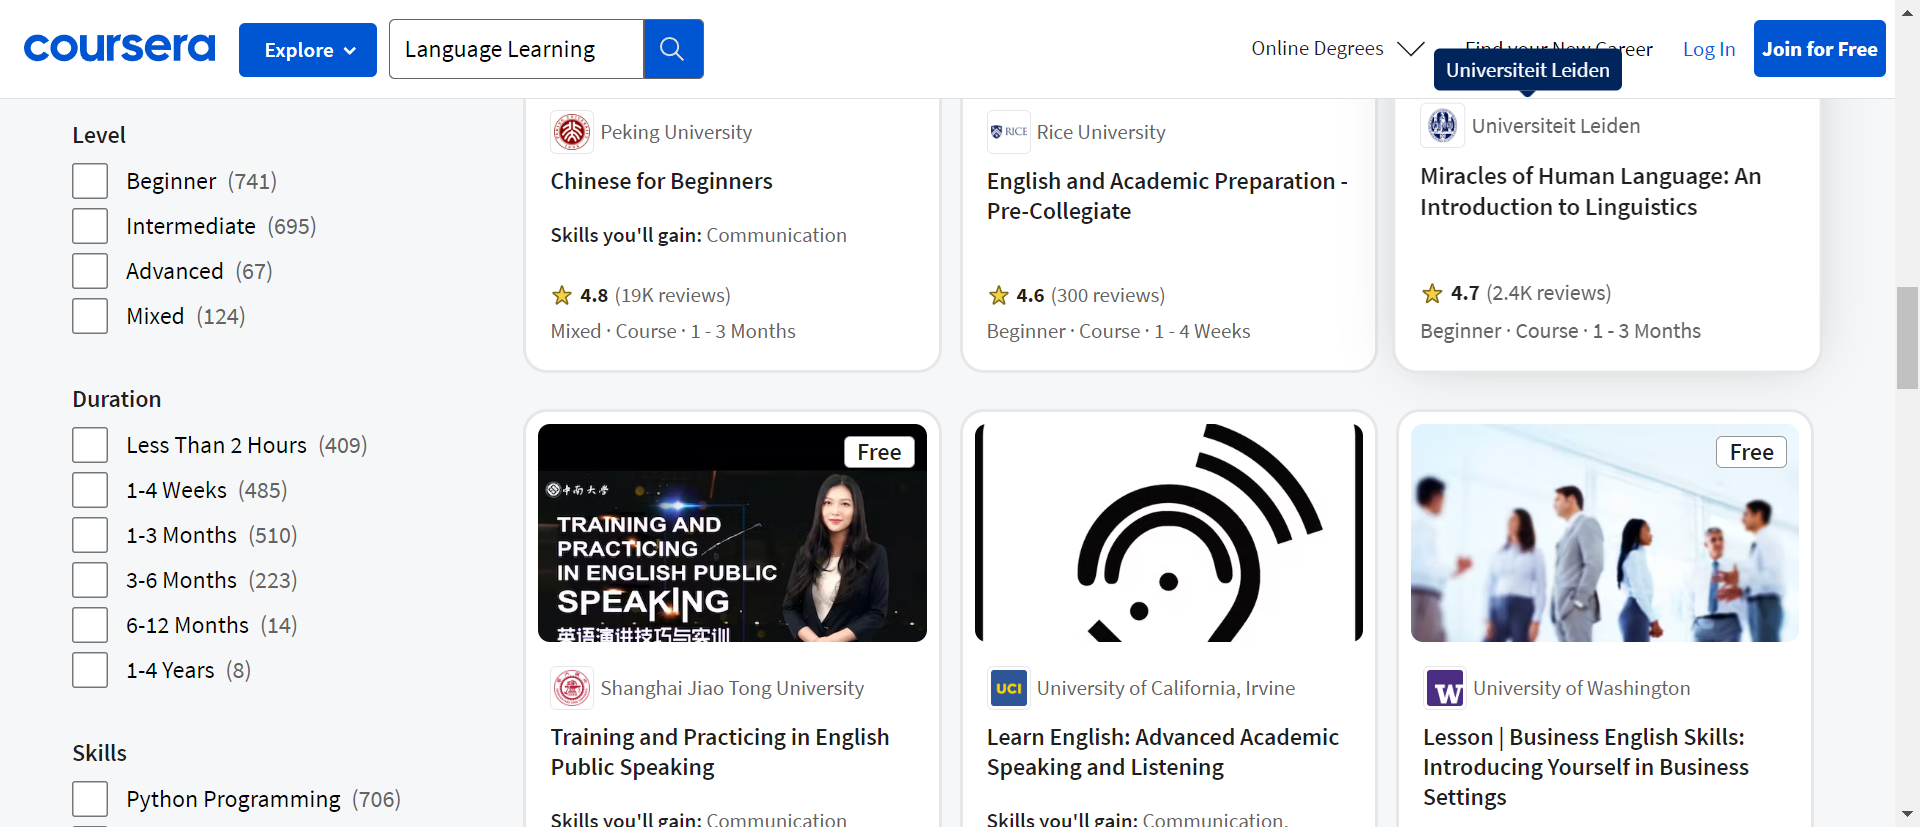 coursera
Explore
Language Learning
Online Degrees
Find your New Career
Log In
Join for Free
Universiteit Leiden
Level
Beginner (741)
Intermediate (695)
Advanced (67)
Mixed (124)
Duration
Less Than 2 Hours (409)
1-4 Weeks (485)
1-3 Months (510)
3-6 Months (223)
6-12 Months (14)
1-4 Years (8)
Skills
Python Programming (706)
Peking University
Chinese for Beginners
Skills you'll gain: Communication
4.8 (19K reviews)
Mixed · Course · 1 - 3 Months
RICE
Rice University
English and Academic Preparation -
Pre-Collegiate
4.6 (300 reviews)
Beginner · Course · 1 - 4 Weeks
Universiteit Leiden
Miracles of Human Language: An
Introduction to Linguistics
4.7 (2.4K reviews)
Beginner · Course · 1 - 3 Months
Free
中南大学
TRAINING AND
PRACTICING
IN ENGLISH PUBLIC
SPEAKING
英语演讲技巧与实训
Shanghai Jiao Tong University
Training and Practicing in English
Public Speaking
Skills you'll gain: Communication
UCI
University of California, Irvine
Learn English: Advanced Academic
Speaking and Listening
Skills you'll gain: Communication,
Free
W
University of Washington
Lesson | Business English Skills:
Introducing Yourself in Business
Settings